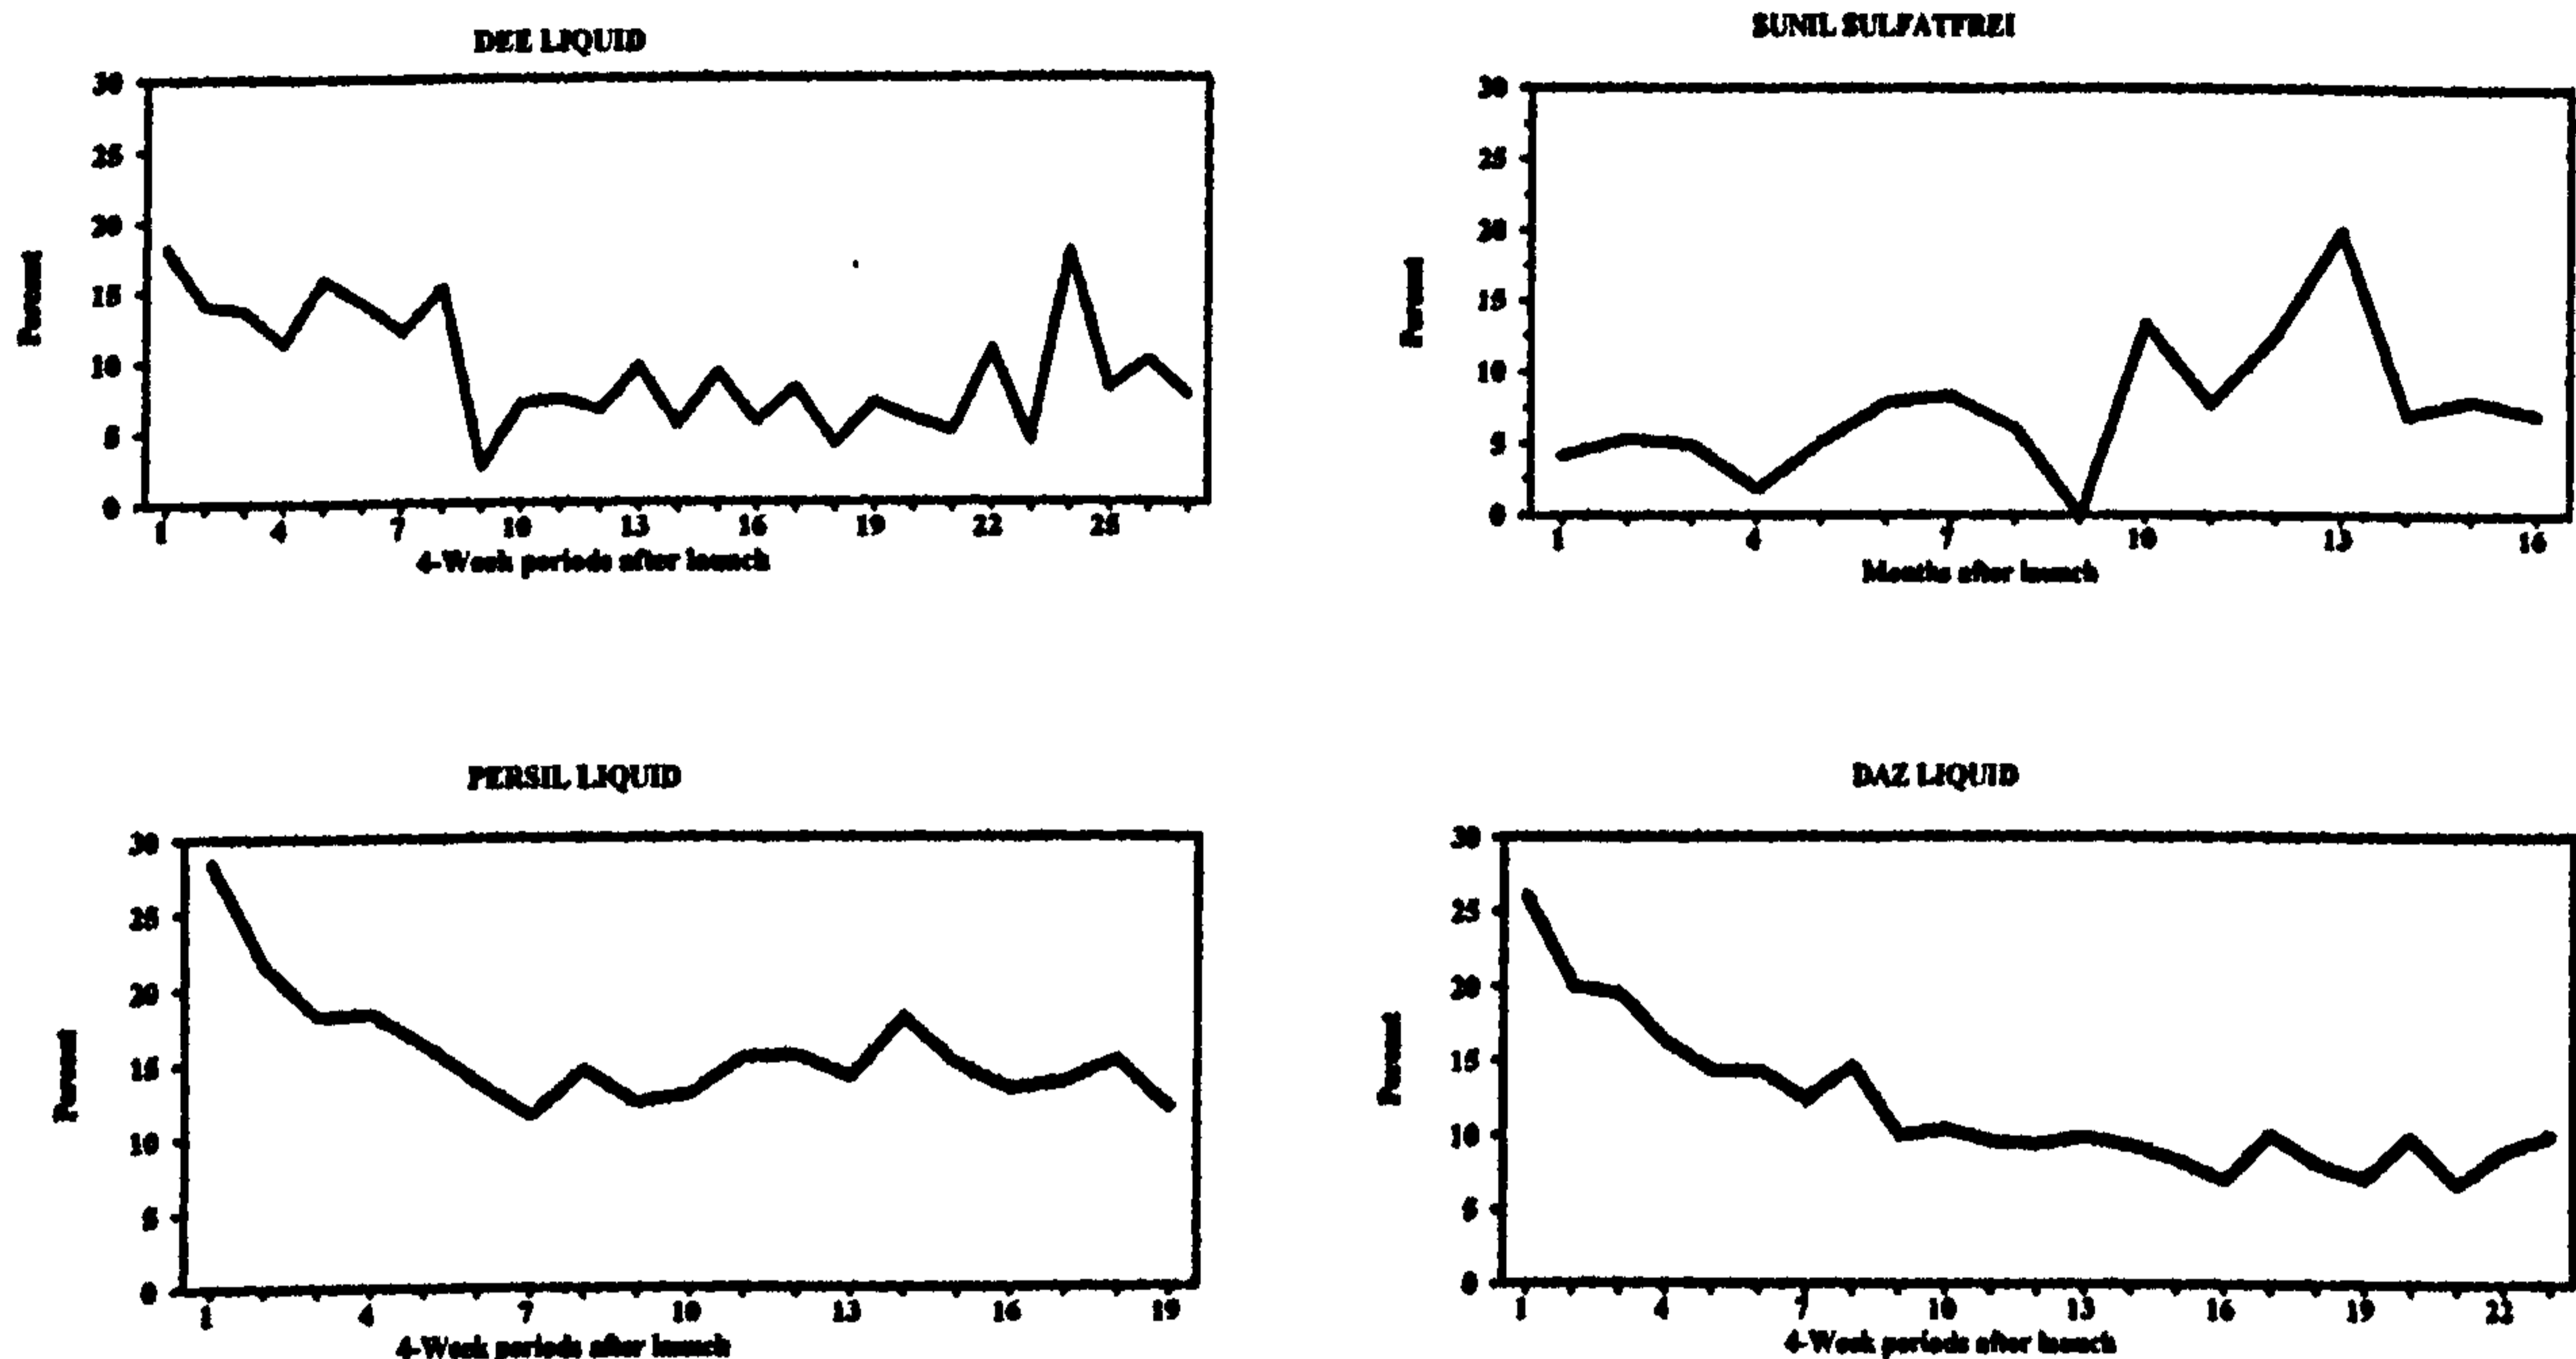 DEE LIQUID
30
25
20
15
10
5
0
Percent
1 4 7 10 13 16 19 22 25
4-Week periods after launch
SUNIL SULFATFREI
30
25
20
15
10
5
0
Percent
1 4 7 10 13 16
Months after launch
PERSIL LIQUID
30
25
20
15
10
5
0
Percent
1 4 7 10 13 16 19
4-Week periods after launch
DAZ LIQUID
30
25
20
15
10
5
0
Percent
1 4 7 10 13 16 19 22
4-Week periods after launch